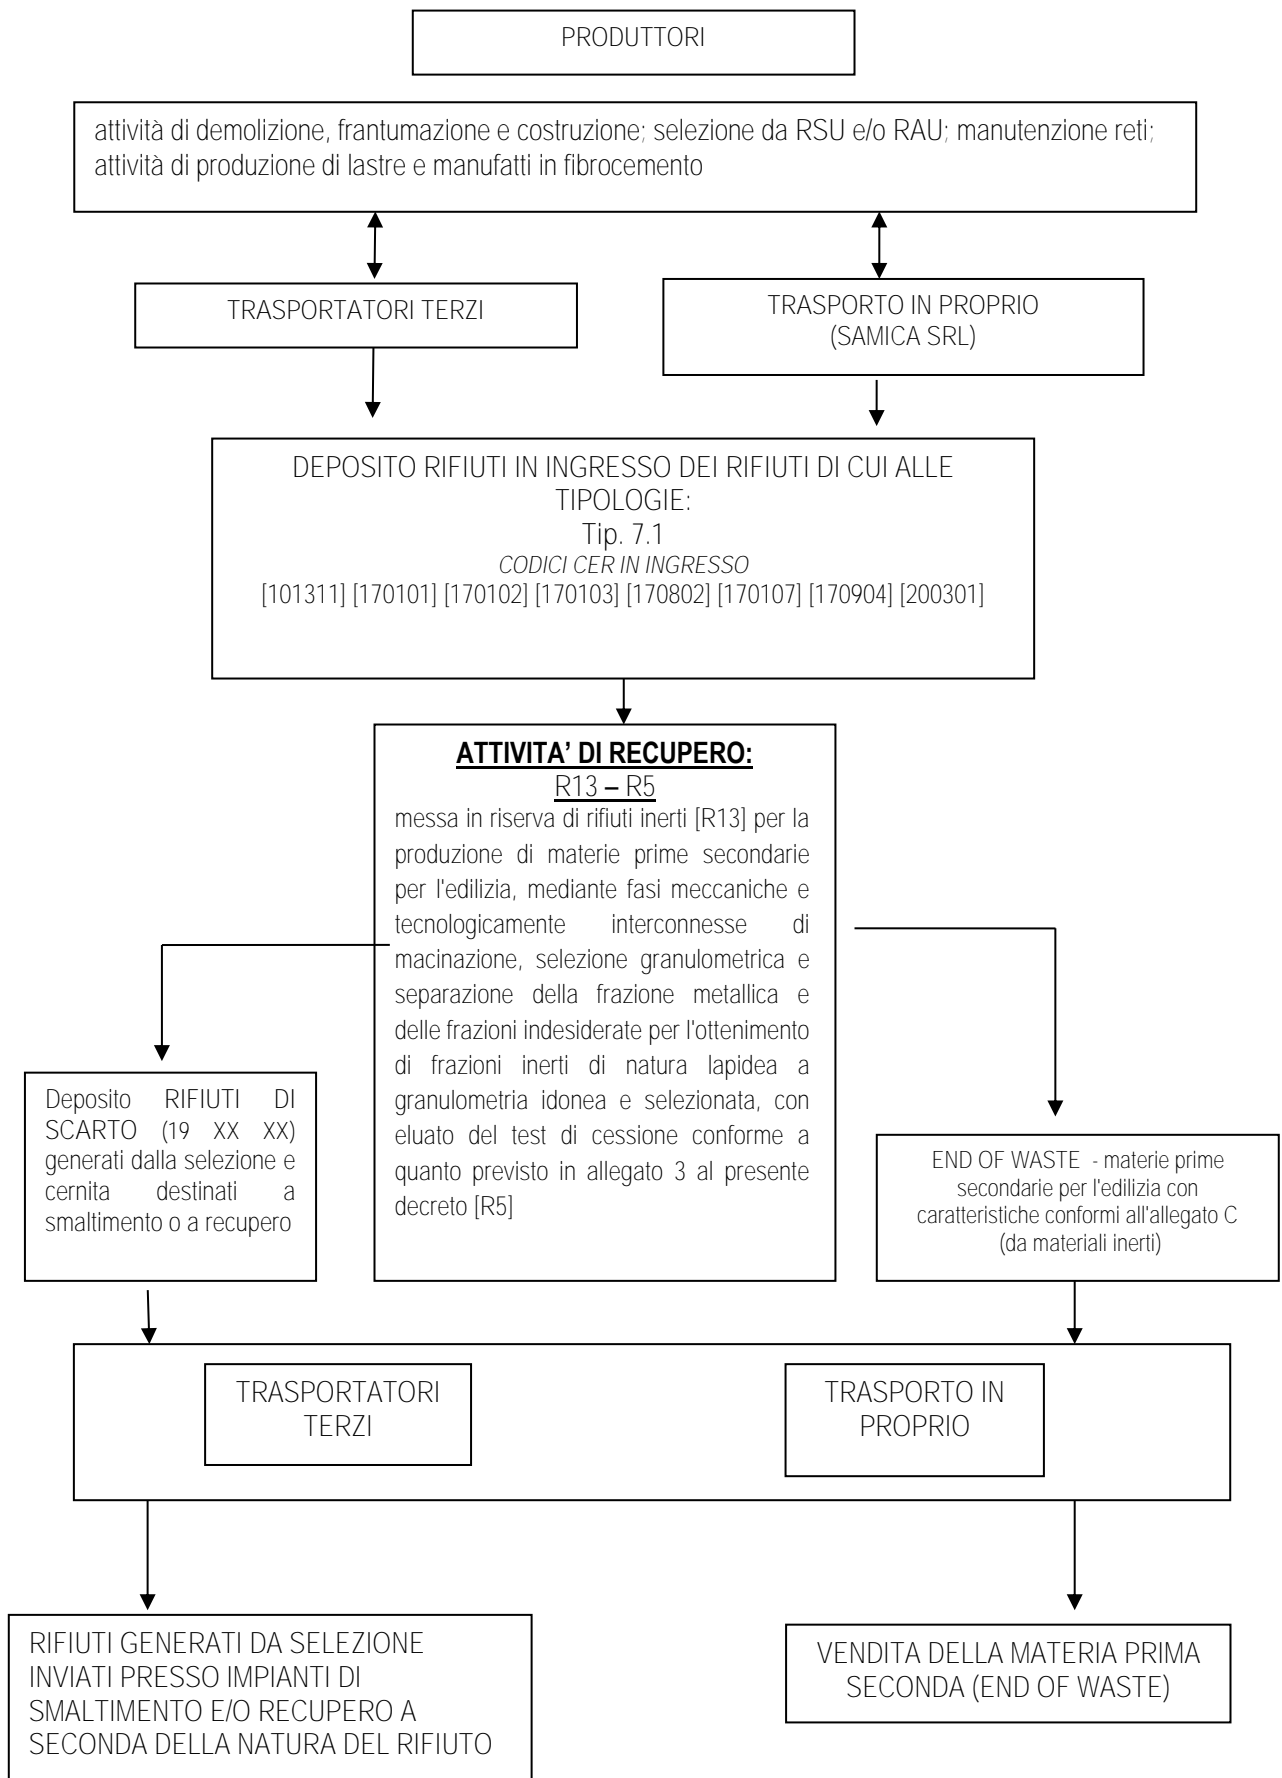 PRODUTTORI
attività di demolizione, frantumazione e costruzione; selezione da RSU e/o RAU; manutenzione reti;
attività di produzione di lastre e manufatti in fibrocemento
TRASPORTATORI TERZI
TRASPORTO IN PROPRIO
(SAMICA SRL)
DEPOSITO RIFIUTI IN INGRESSO DEI RIFIUTI DI CUI ALLE
TIPOLOGIE:
Tip. 7.1
CODICI CER IN INGRESSO
[101311] [170101] [170102] [170103] [170802] [170107] [170904] [200301]
ATTIVITA' DI RECUPERO:
R13 – R5
messa in riserva di rifiuti inerti [R13] per la
produzione di materie prime secondarie
per l'edilizia, mediante fasi meccaniche e
tecnologicamente interconnesse di
macinazione, selezione granulometrica e
separazione della frazione metallica e
delle frazioni indesiderate per l'ottenimento
di frazioni inerti di natura lapidea a
granulometria idonea e selezionata, con
eluato del test di cessione conforme a
quanto previsto in allegato 3 al presente
decreto [R5]
Deposito RIFIUTI DI
SCARTO (19 XX XX)
generati dalla selezione e
cernita destinati a
smaltimento o a recupero
END OF WASTE - materie prime
secondarie per l'edilizia con
caratteristiche conformi all'allegato C
(da materiali inerti)
TRASPORTATORI
TERZI
TRASPORTO IN
PROPRIO
RIFIUTI GENERATI DA SELEZIONE
INVIATI PRESSO IMPIANTI DI
SMALTIMENTO E/O RECUPERO A
SECONDA DELLA NATURA DEL RIFIUTO
VENDITA DELLA MATERIA PRIMA
SECONDA (END OF WASTE)